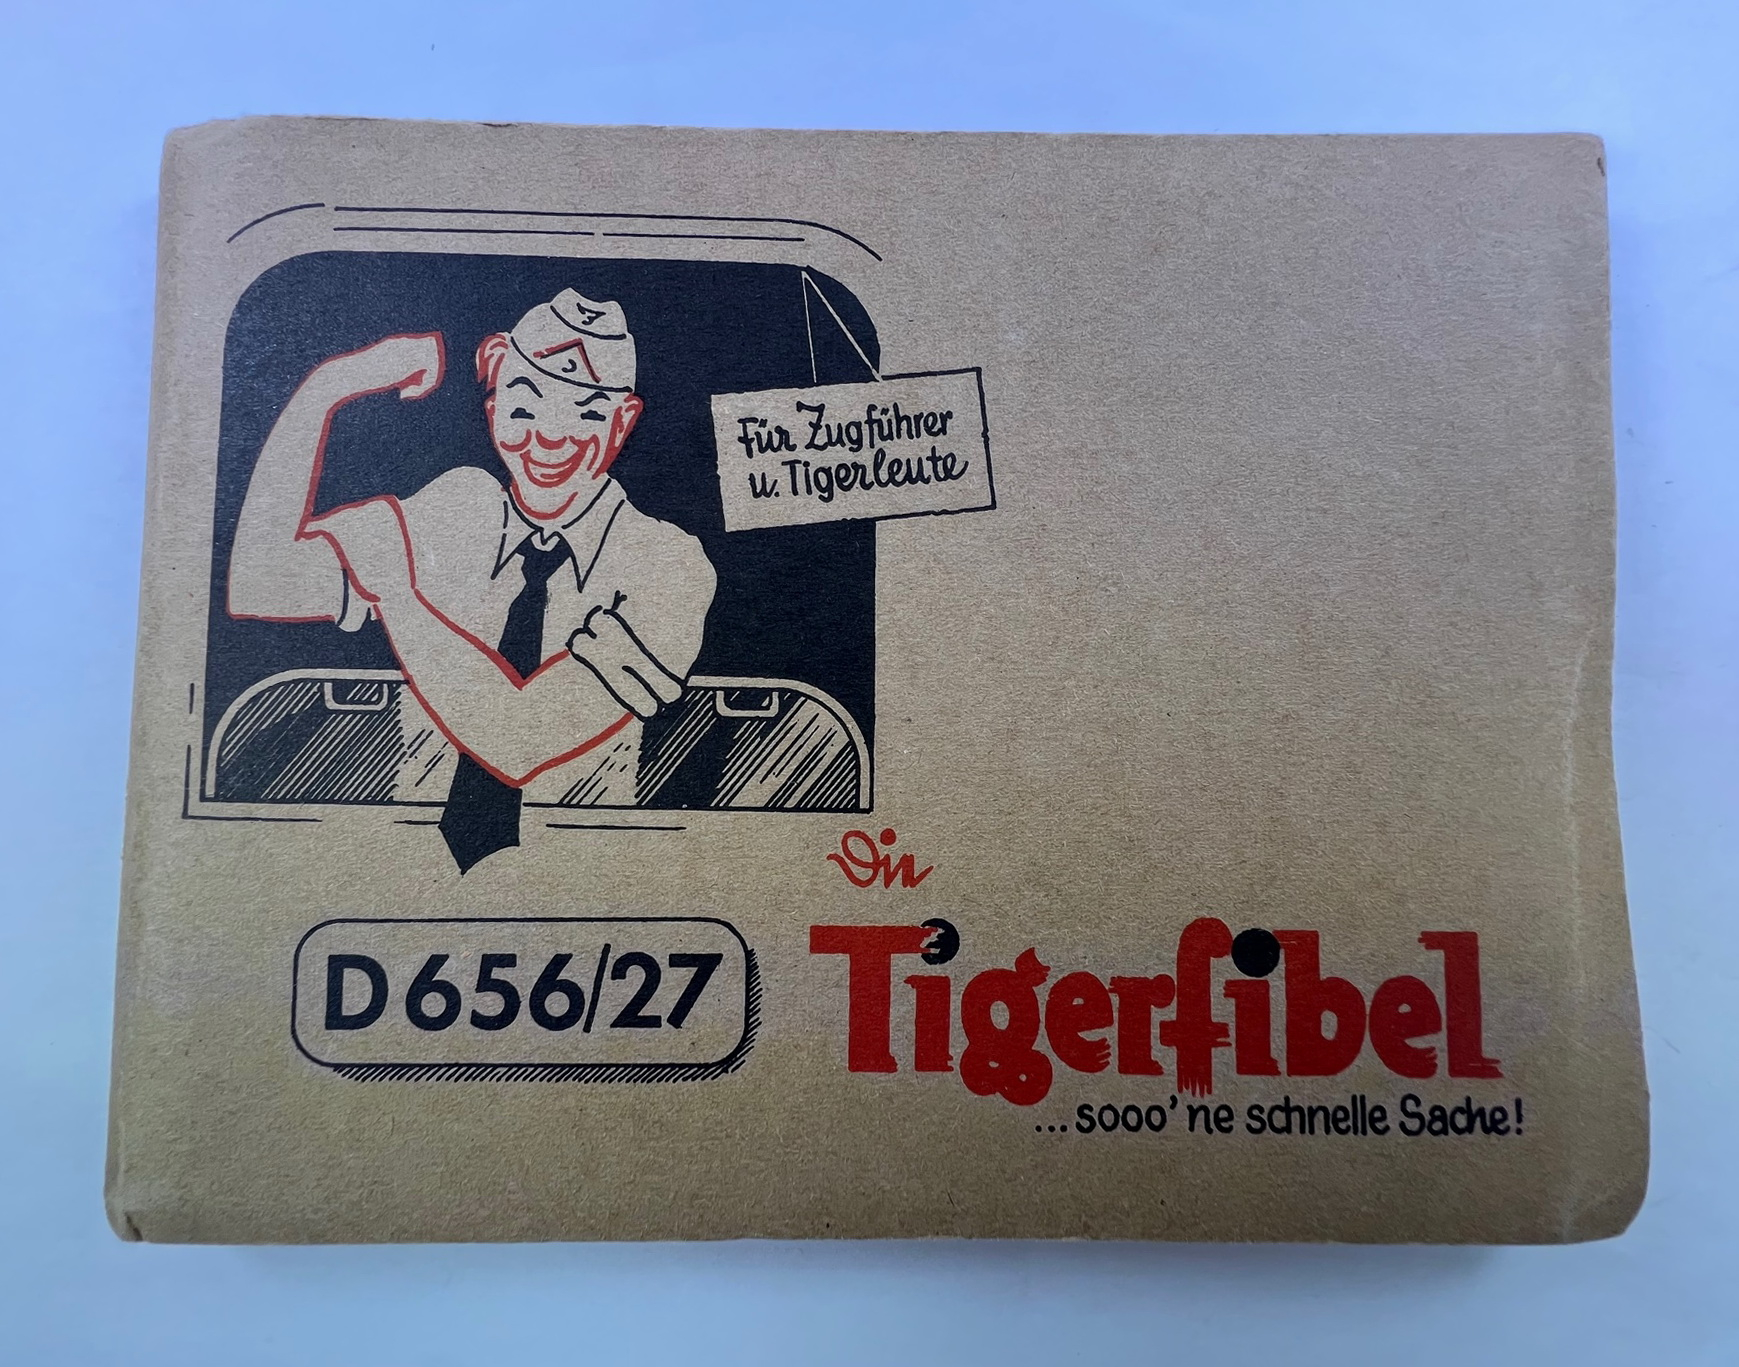 Für Zugführer
u. Tigerleute
Die
D 656/27
Tigerfibel
...sooo'ne schnelle Sache!